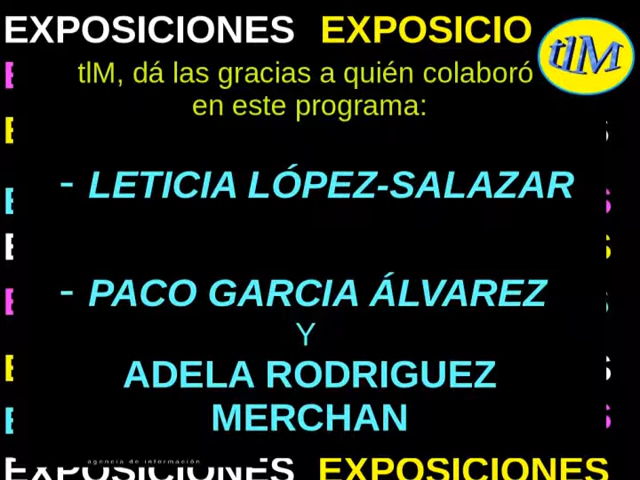 EXPOSICIONES EXPOSICIO
tlM
tlM, dá las gracias a quién colaboró
en este programa:
- LETICIA LÓPEZ-SALAZAR
- PACO GARCIA ÁLVAREZ
Y
ADELA RODRIGUEZ
MERCHAN
agencia de información
EXPOSICIONES EXPOSICIONES